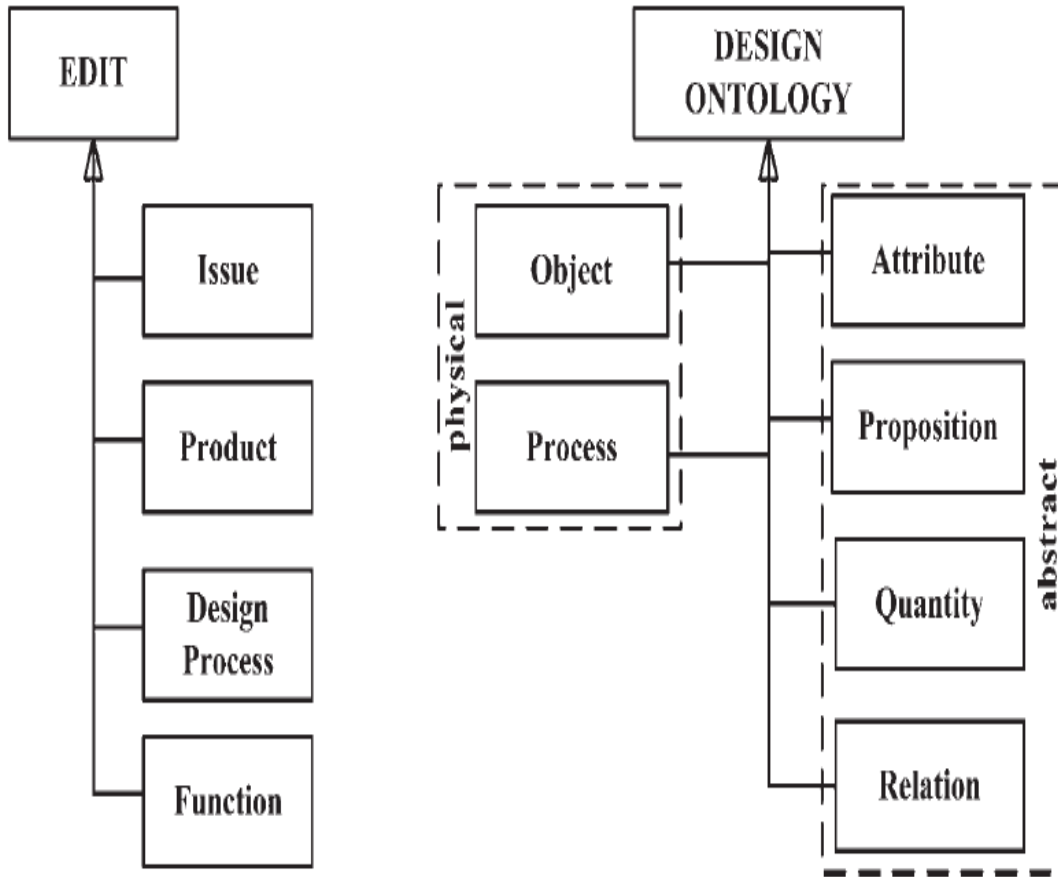 EDIT
Issue
Product
Design
Process
Function
DESIGN
ONTOLOGY
physical
Object
Process
Attribute
Proposition
Quantity
Relation
abstract